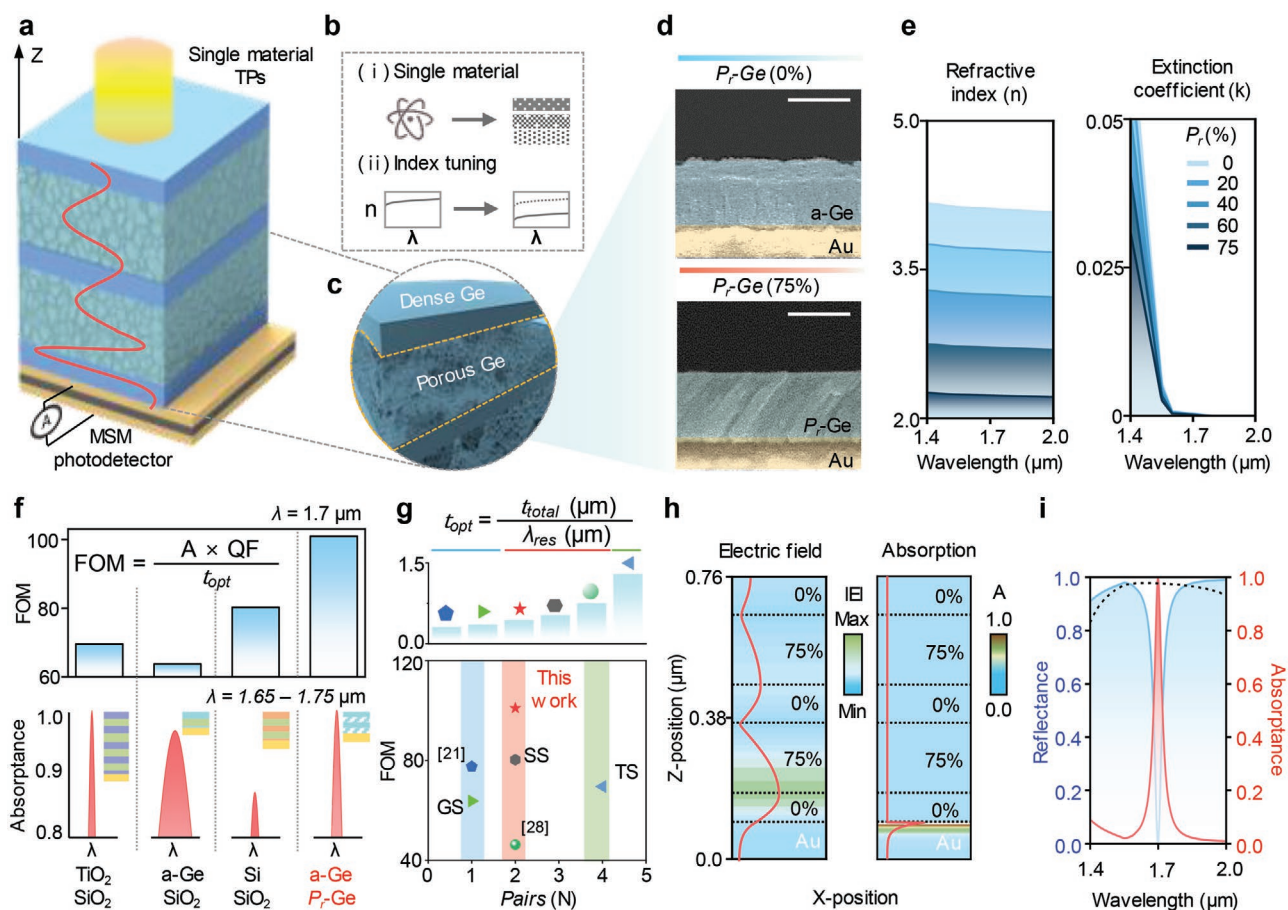 a
Z
Single material
TPs
A
MSM
photodetector
b
(i) Single material
(ii) Index tuning
n
λ
λ
c
Dense Ge
Porous Ge
d
Pr-Ge (0%)
a-Ge
Au
Pr-Ge (75%)
Pr-Ge
Au
e
Refractive
index (n)
5.0
3.5
2.0
1.4
1.7
2.0
Wavelength (µm)
Extinction
coefficient (k)
0.05
0.025
0
Pr (%)
0
20
40
60
75
1.4
1.7
2.0
Wavelength (µm)
f
λ = 1.7 µm
FOM = A × QF / topt
FOM
100
80
60
λ = 1.65 – 1.75 µm
Absorptance
1.0
0.9
0.8
λ
λ
λ
λ
TiO2
SiO2
a-Ge
SiO2
Si
SiO2
a-Ge
Pr-Ge
g
topt = ttotal (µm) / λres (µm)
1.5
0.0
FOM
120
80
40
This
work
[21]
SS
GS
TS
[28]
0 1 2 3 4 5
Pairs (N)
h
Electric field
Absorption
Z-position (µm)
0.76
0.38
0.0
0%
75%
0%
75%
0%
Au
|E|
Max
Min
0%
75%
0%
75%
0%
Au
A
1.0
0.0
X-position
i
Reflectance
1.0
0.8
0.6
0.4
0.2
0.0
Absorptance
1.0
0.8
0.6
0.4
0.2
0.0
1.4
1.7
2.0
Wavelength (µm)